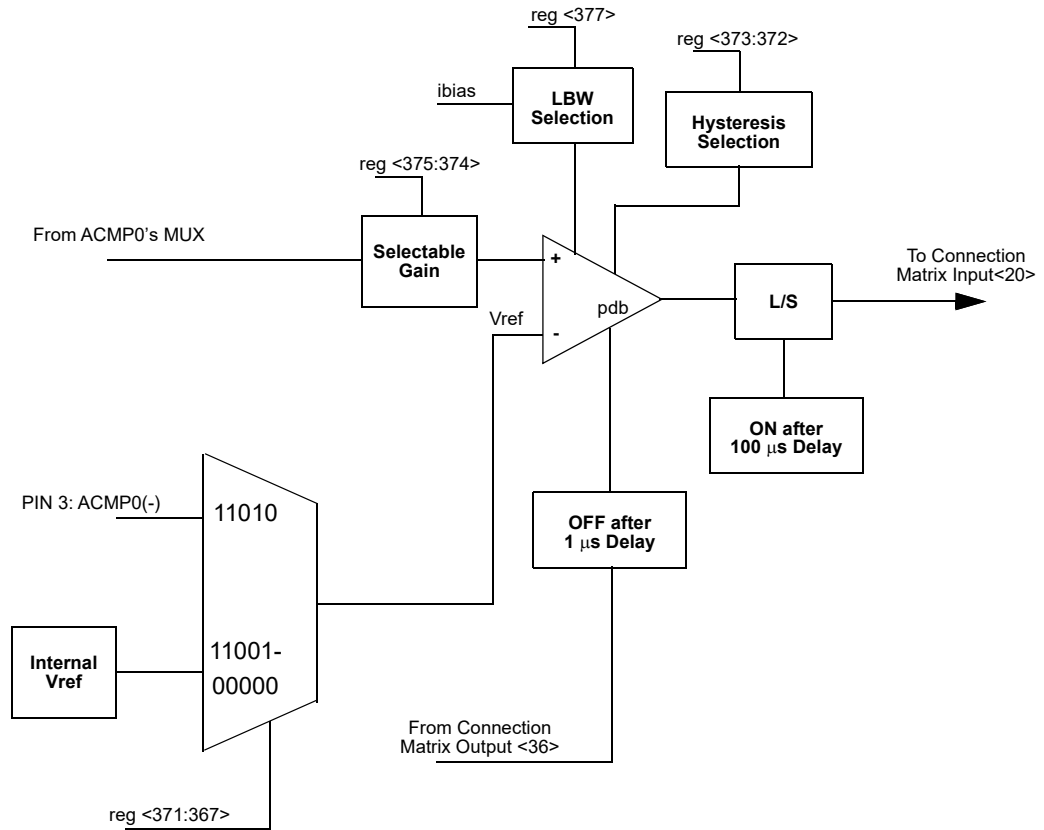 reg <377>
reg <373:372>
ibias
LBW
Selection
Hysteresis
Selection
reg <375:374>
From ACMP0's MUX
Selectable
Gain
+
To Connection
Matrix Input<20>
L/S
pdb
Vref
-
ON after
100 μs Delay
PIN 3: ACMP0(-)
11010
OFF after
1 μs Delay
Internal
Vref
11001-
00000
From Connection
Matrix Output <36>
reg <371:367>